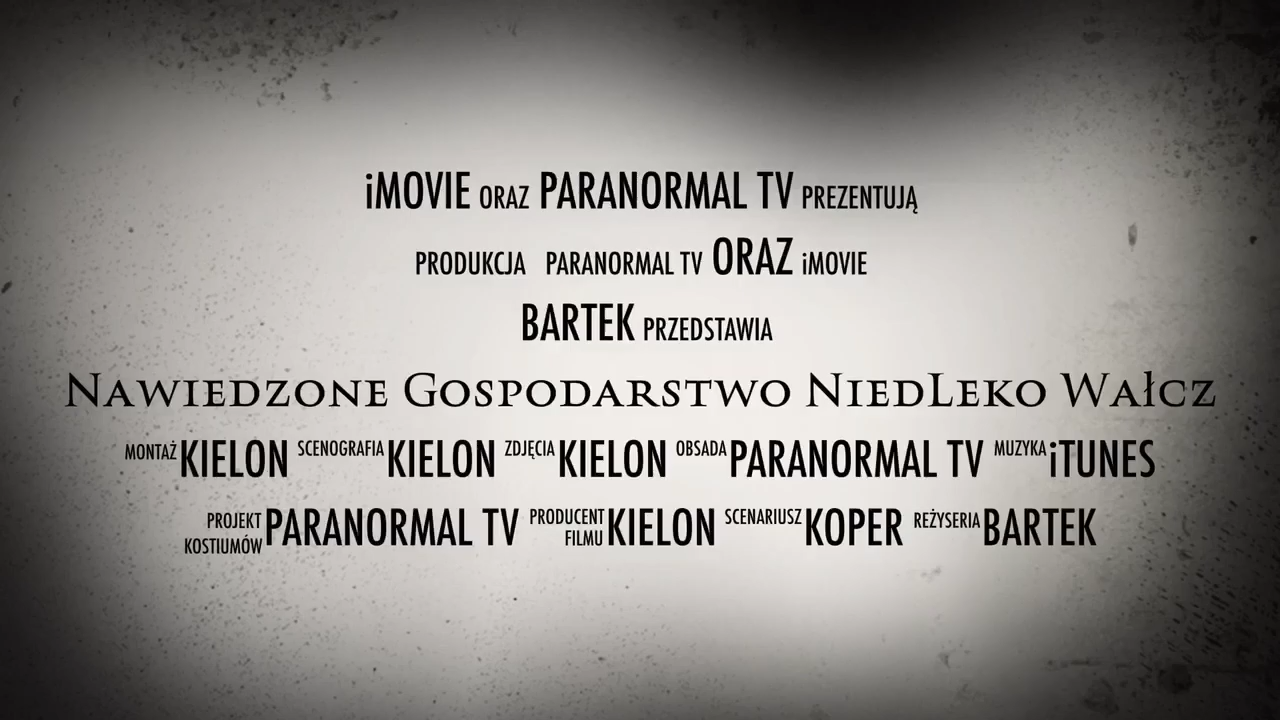 iMOVIE ORAZ PARANORMAL TV PREZENTUJĄ
PRODUKCJA PARANORMAL TV ORAZ iMOVIE
BARTEK PRZEDSTAWIA
Nawiedzone Gospodarstwo NiedLeko Wałcz
MONTAŻ KIELON SCENOGRAFIA KIELON ZDJĘCIA KIELON OBSADA PARANORMAL TV MUZYKA iTUNES
PROJEKT KOSTIUMÓW PARANORMAL TV PRODUCENT FILMU KIELON SCENARIUSZ KOPER REŻYSERIA BARTEK